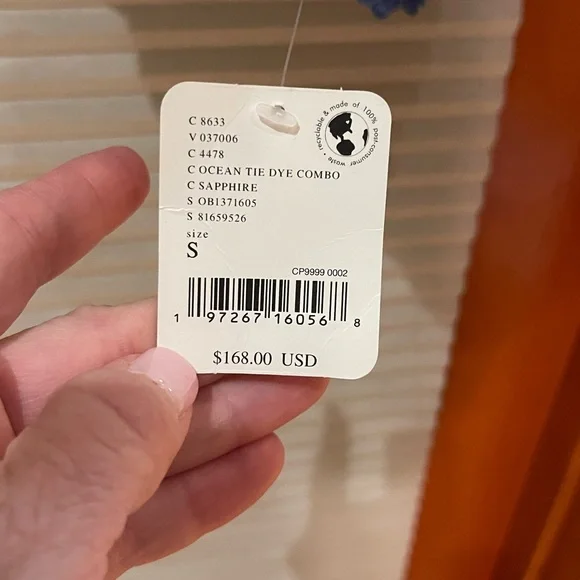 C 8633
V 037006
C 4478
C OCEAN TIE DYE COMBO
C SAPPHIRE
S OB1371605
S 81659526
size
S
recyclable & made of 100% post-consumer waste •
CP9999 0002
1 97267 16056 8
$168.00 USD